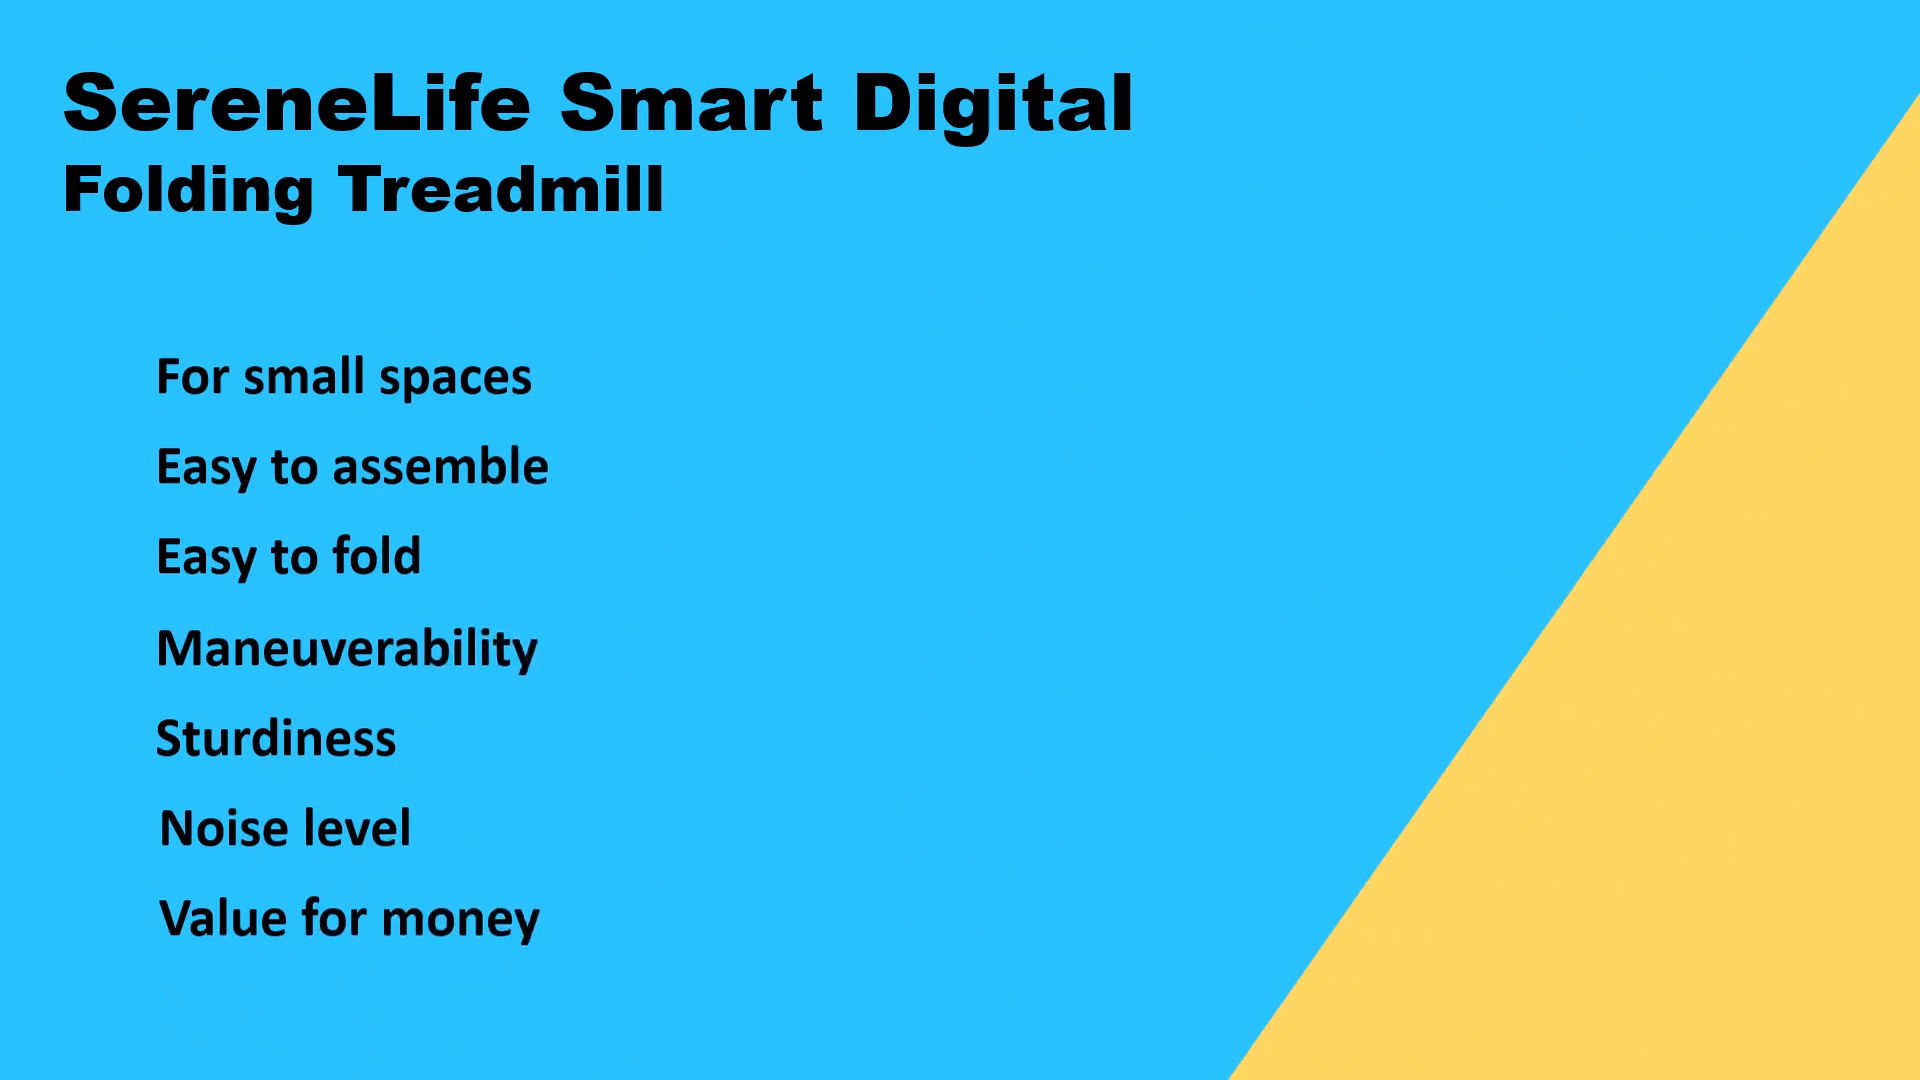 SereneLife Smart Digital
Folding Treadmill
For small spaces
Easy to assemble
Easy to fold
Maneuverability
Sturdiness
Noise level
Value for money